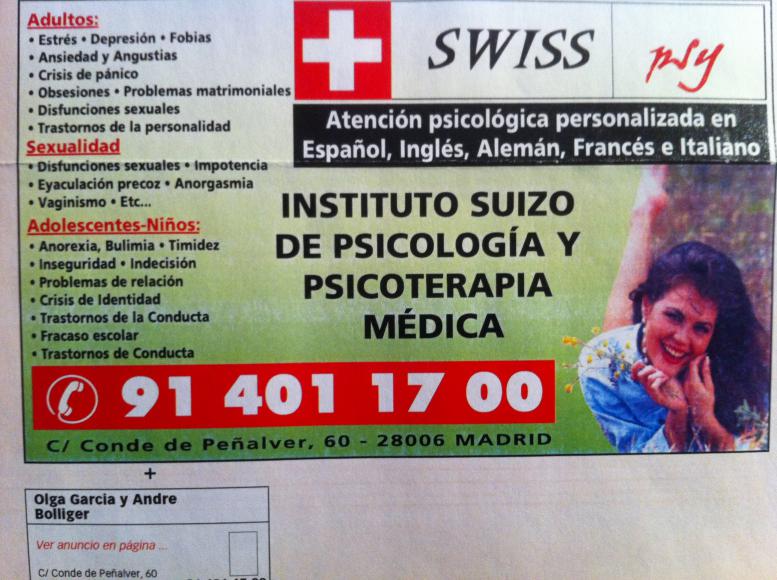 Adultos:
• Estrés • Depresión • Fobias
• Ansiedad y Angustias
• Crisis de pánico
• Obsesiones • Problemas matrimoniales
• Disfunciones sexuales
• Trastornos de la personalidad
Sexualidad
• Disfunciones sexuales • Impotencia
• Eyaculación precoz • Anorgasmia
• Vaginismo • Etc...
Adolescentes-Niños:
• Anorexia, Bulimia • Timidez
• Inseguridad • Indecisión
• Problemas de relación
• Crisis de Identidad
• Trastornos de la Conducta
• Fracaso escolar
• Trastornos de Conducta
SWISS psy
Atención psicológica personalizada en
Español, Inglés, Alemán, Francés e Italiano
INSTITUTO SUIZO
DE PSICOLOGÍA Y
PSICOTERAPIA
MÉDICA
91 401 17 00
C/ Conde de Peñalver, 60 - 28006 MADRID
+
Olga Garcia y Andre
Bolliger
Ver anuncio en página ...
C/ Conde de Peñalver, 60